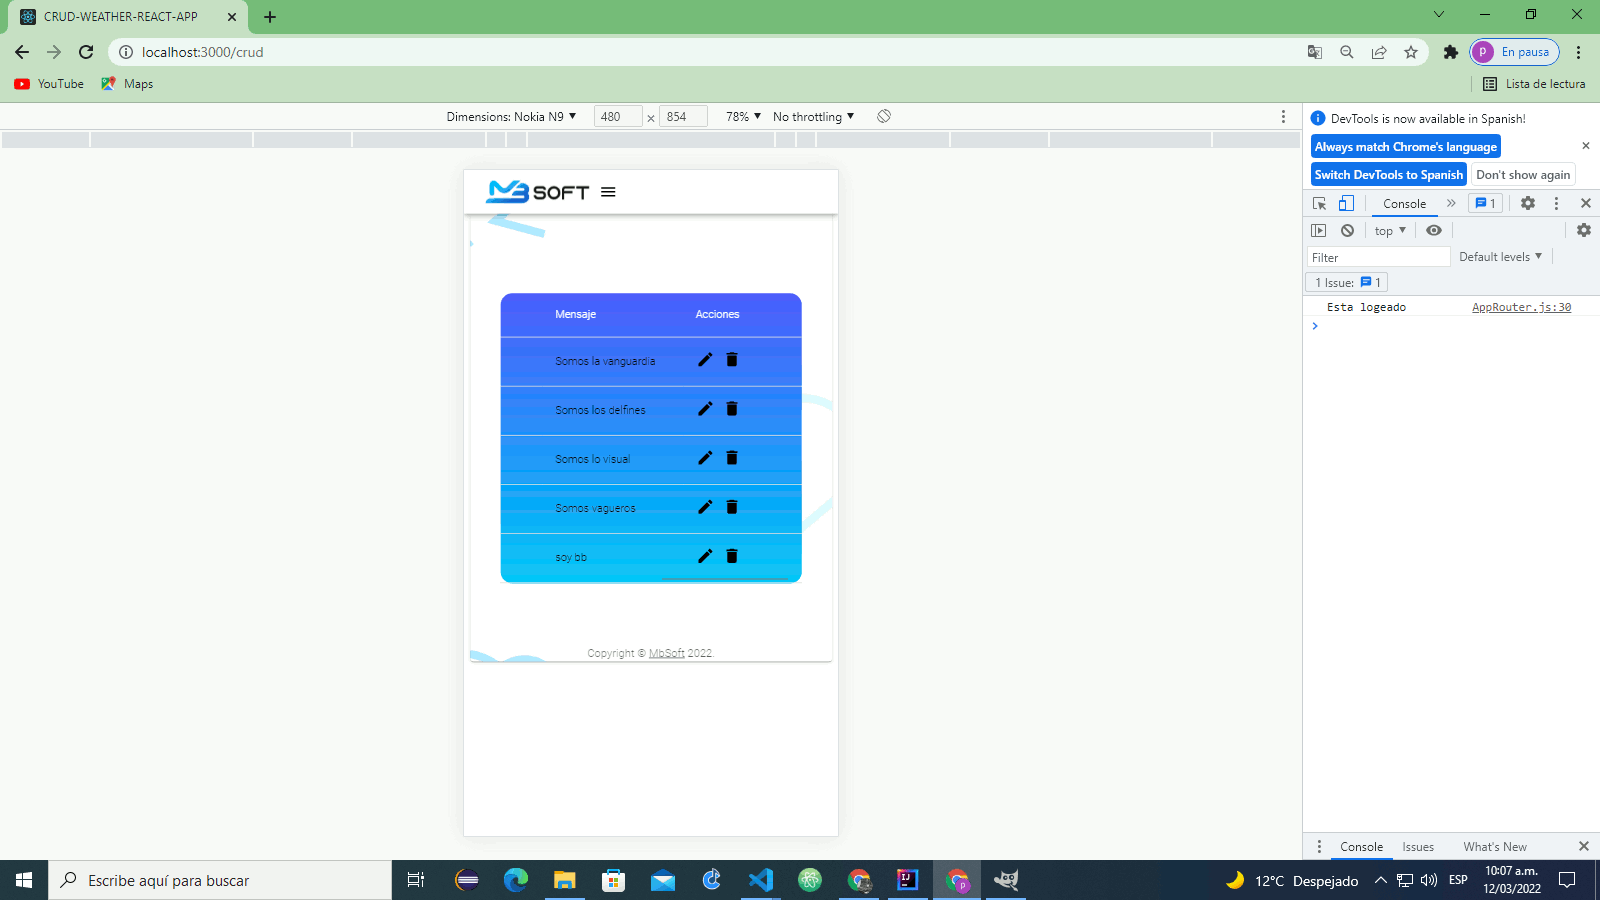 CRUD-WEATHER-REACT-APP
localhost:3000/crud
P En pausa
YouTube Maps
Lista de lectura
Dimensions: Nokia N9 480 × 854 78% No throttling
DevTools is now available in Spanish!
Always match Chrome's language
Switch DevTools to Spanish Don't show again
Console 1
top
Filter Default levels
1 Issue: 1
Esta logeado AppRouter.js:30
MB SOFT
Mensaje Acciones
Somos la vanguardia
Somos los delfines
Somos lo visual
Somos vagueros
soy bb
Copyright © MbSoft 2022.
Console Issues What's New
Escribe aquí para buscar
12°C Despejado
ESP
10:07 a.m.
12/03/2022